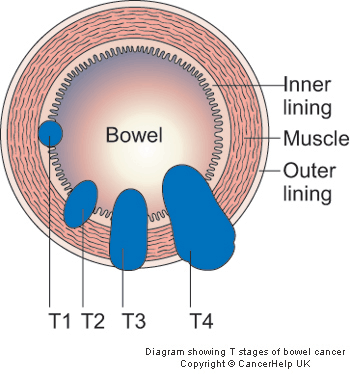 Inner
lining
Bowel
Muscle
Outer
lining
T1 T2 T3 T4
Diagram showing T stages of bowel cancer
Copyright © CancerHelp UK